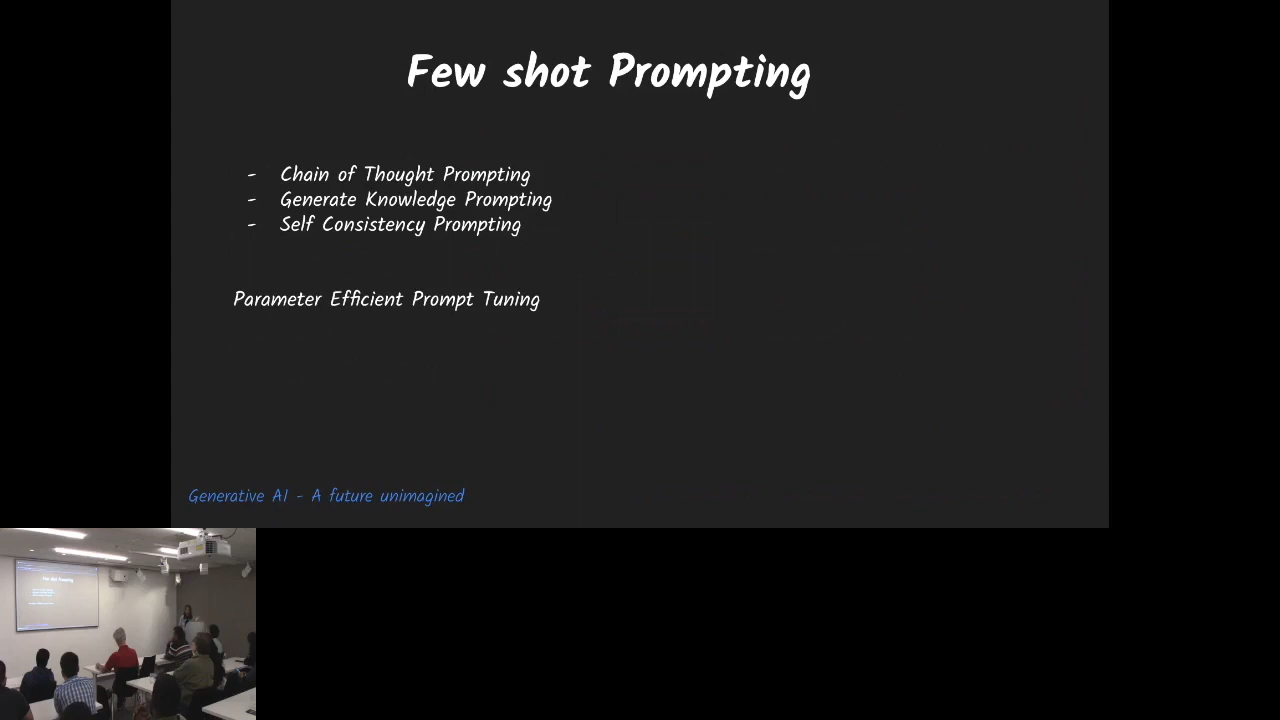 Few shot Prompting
- Chain of Thought Prompting
- Generate Knowledge Prompting
- Self Consistency Prompting
Parameter Efficient Prompt Tuning
Generative AI - A future unimagined